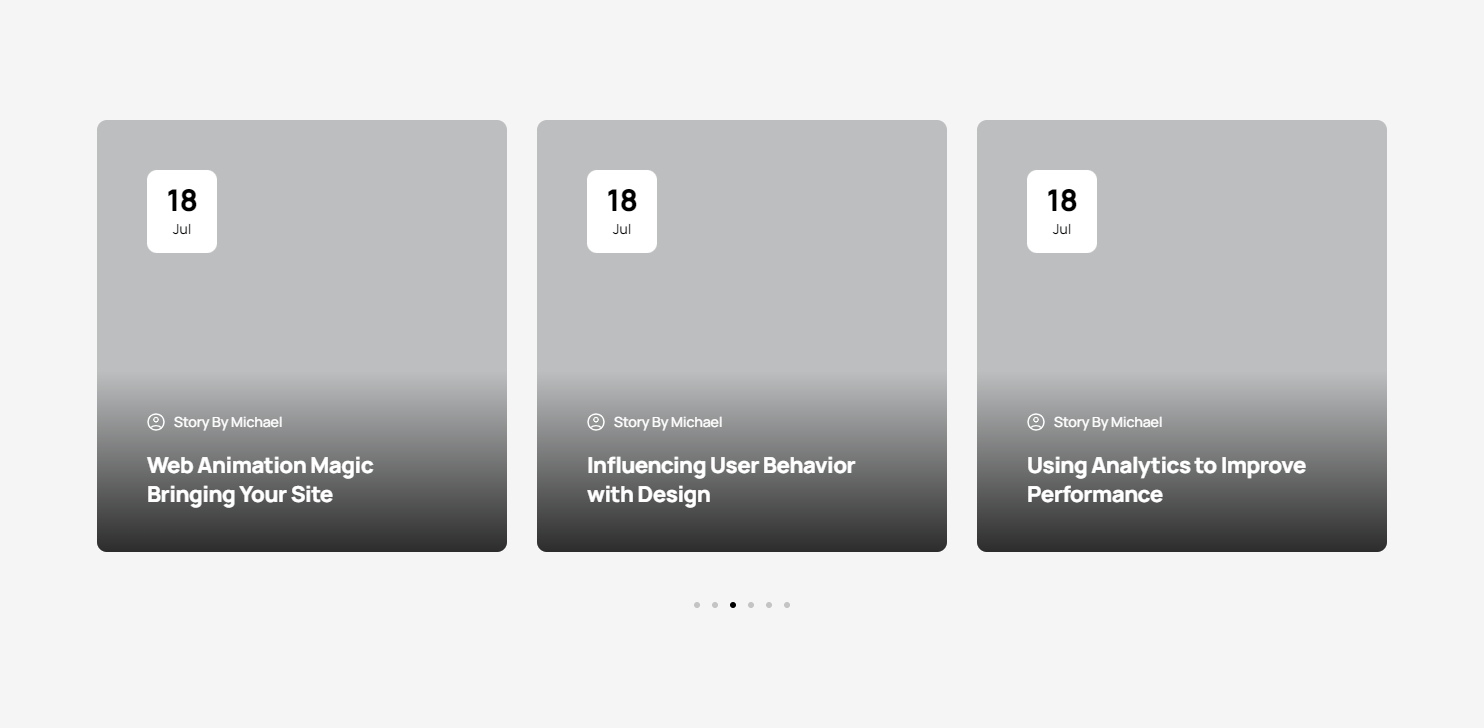 18
Jul
Story By Michael
Web Animation Magic
Bringing Your Site
18
Jul
Story By Michael
Influencing User Behavior
with Design
18
Jul
Story By Michael
Using Analytics to Improve
Performance